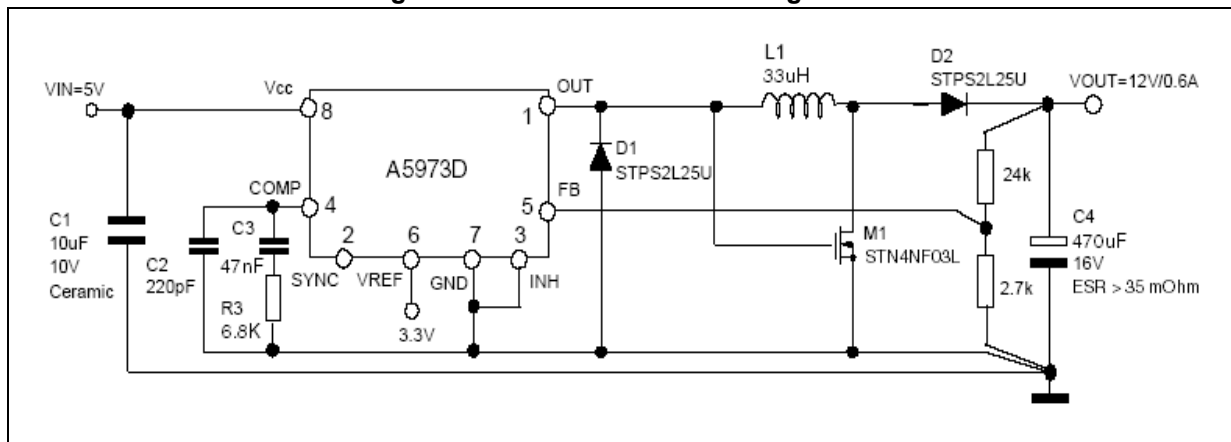 VIN=5V
Vcc
8
OUT
1
L1
33uH
D2
STPS2L25U
VOUT=12V/0.6A
D1
STPS2L25U
A5973D
COMP
4
FB
5
24k
C1
10uF
10V
Ceramic
C2
220pF
C3
47nF
R3
6.8K
2
SYNC
6
VREF
3.3V
7
GND
3
INH
M1
STN4NF03L
2.7k
C4
470uF
16V
ESR > 35 mOhm